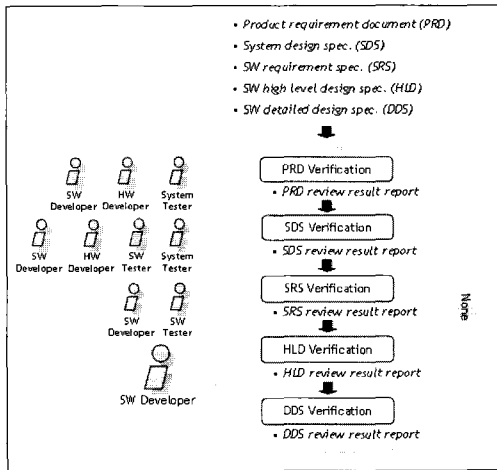 • Product requirement document (PRD)
• System design spec. (SDS)
• SW requirement spec. (SRS)
• SW high level design spec. (HLD)
• SW detailed design spec. (DDS)
PRD Verification
• PRD review result report
SW Developer
HW Developer
System Tester
SDS Verification
• SDS review result report
SW Developer
HW Developer
SW Tester
System Tester
SRS Verification
• SRS review result report
SW Developer
SW Tester
HLD Verification
• HLD review result report
SW Developer
DDS Verification
• DDS review result report
None